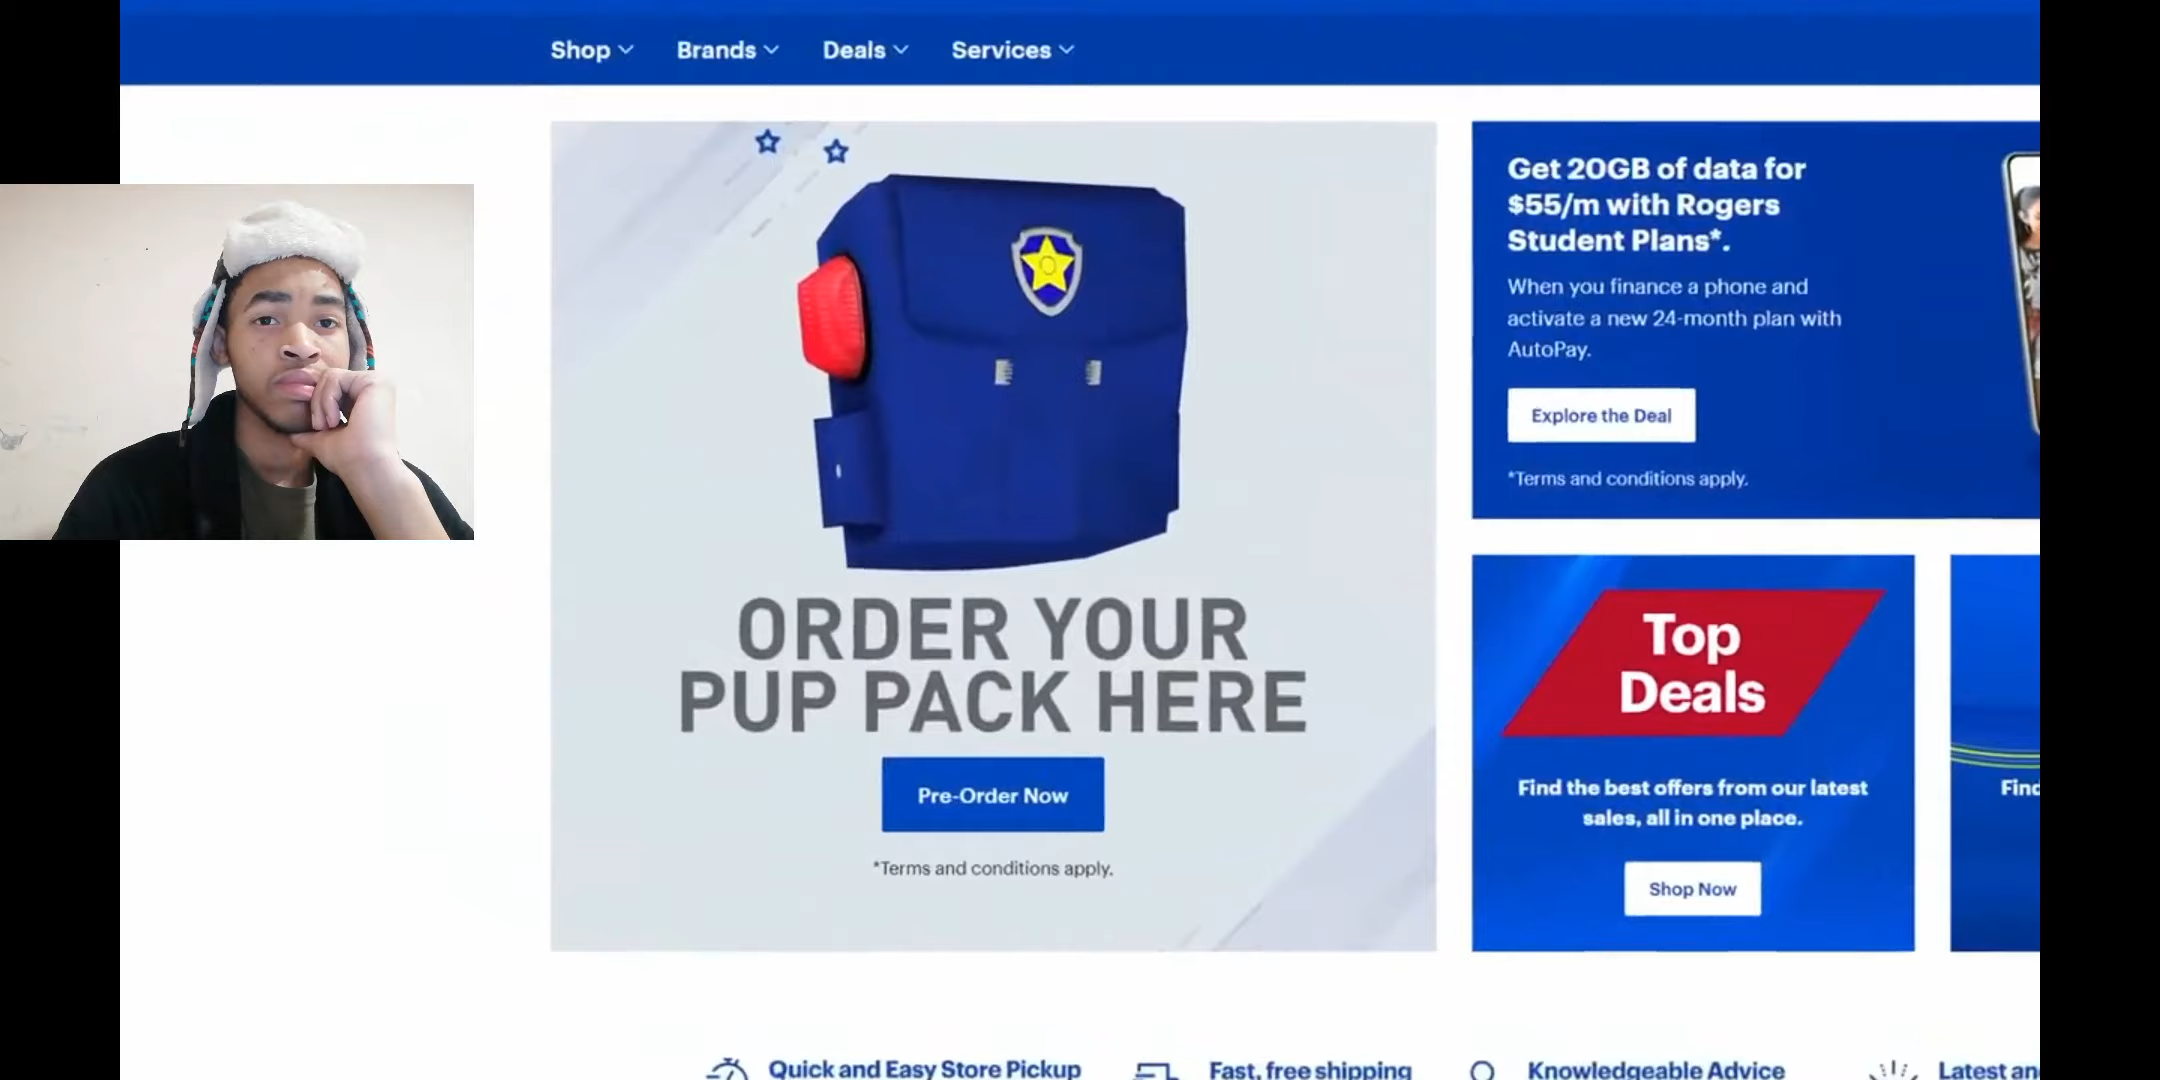 Shop
Brands
Deals
Services
ORDER YOUR
PUP PACK HERE
Pre-Order Now
*Terms and conditions apply.
Get 20GB of data for
$55/m with Rogers
Student Plans*.
When you finance a phone and
activate a new 24-month plan with
AutoPay.
Explore the Deal
*Terms and conditions apply.
Top
Deals
Find the best offers from our latest
sales, all in one place.
Shop Now
Quick and Easy Store Pickup
Fast, free shipping
Knowledgeable Advice
Latest